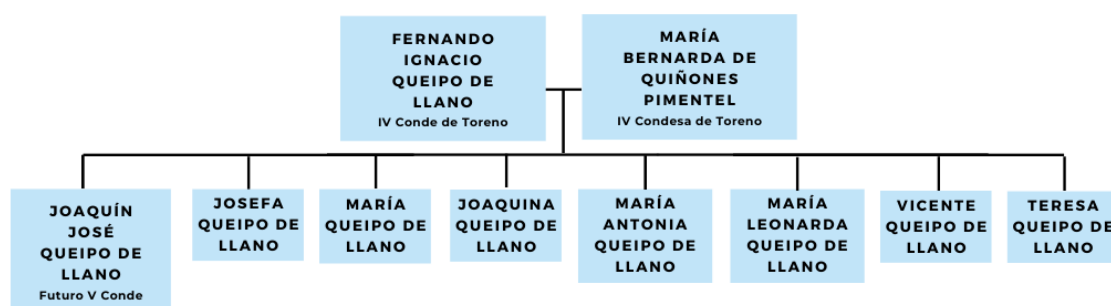 FERNANDO
IGNACIO
QUEIPO DE
LLANO
IV Conde de Toreno
MARÍA
BERNARDA DE
QUIÑONES
PIMENTEL
IV Condesa de Toreno
JOAQUÍN
JOSÉ
QUEIPO DE
LLANO
Futuro V Conde
JOSEFA
QUEIPO DE
LLANO
MARÍA
QUEIPO DE
LLANO
JOAQUINA
QUEIPO DE
LLANO
MARÍA
ANTONIA
QUEIPO DE
LLANO
MARÍA
LEONARDA
QUEIPO DE
LLANO
VICENTE
QUEIPO DE
LLANO
TERESA
QUEIPO DE
LLANO